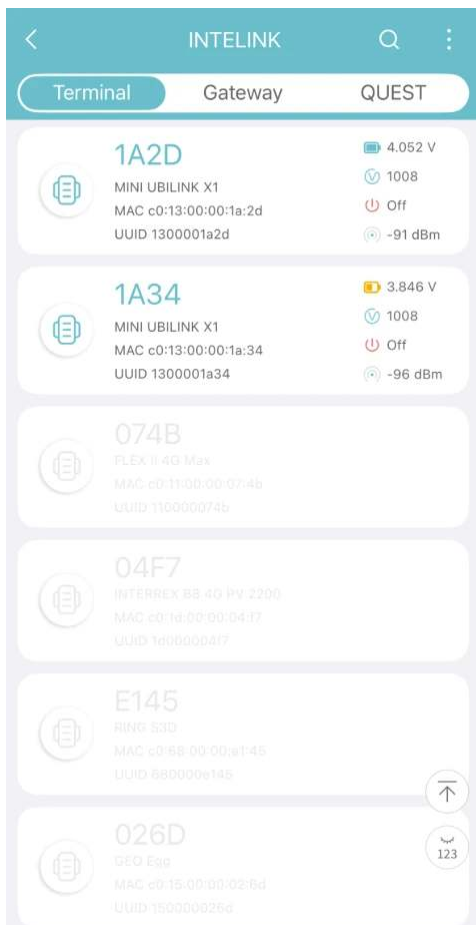 INTELINK
Terminal Gateway QUEST
1A2D
4.052 V
MINI UBILINK X1
1008
MAC c0:13:00:00:1a:2d
Off
UUID 1300001a2d
-91 dBm
1A34
3.846 V
MINI UBILINK X1
1008
MAC c0:13:00:00:1a:34
Off
UUID 1300001a34
-96 dBm
074B
FLEX II 4G Max
MAC c0:11:00:00:07:4b
UUID 110000074b
04F7
INTERREX B8 4G PV 2200
MAC c0:1d:00:00:04:f7
UUID 1d000004f7
E145
RING S3D
MAC c0:68:00:00:e1:45
UUID 680000e145
026D
GEO Egg
MAC c0:15:00:00:02:6d
UUID 150000026d
123